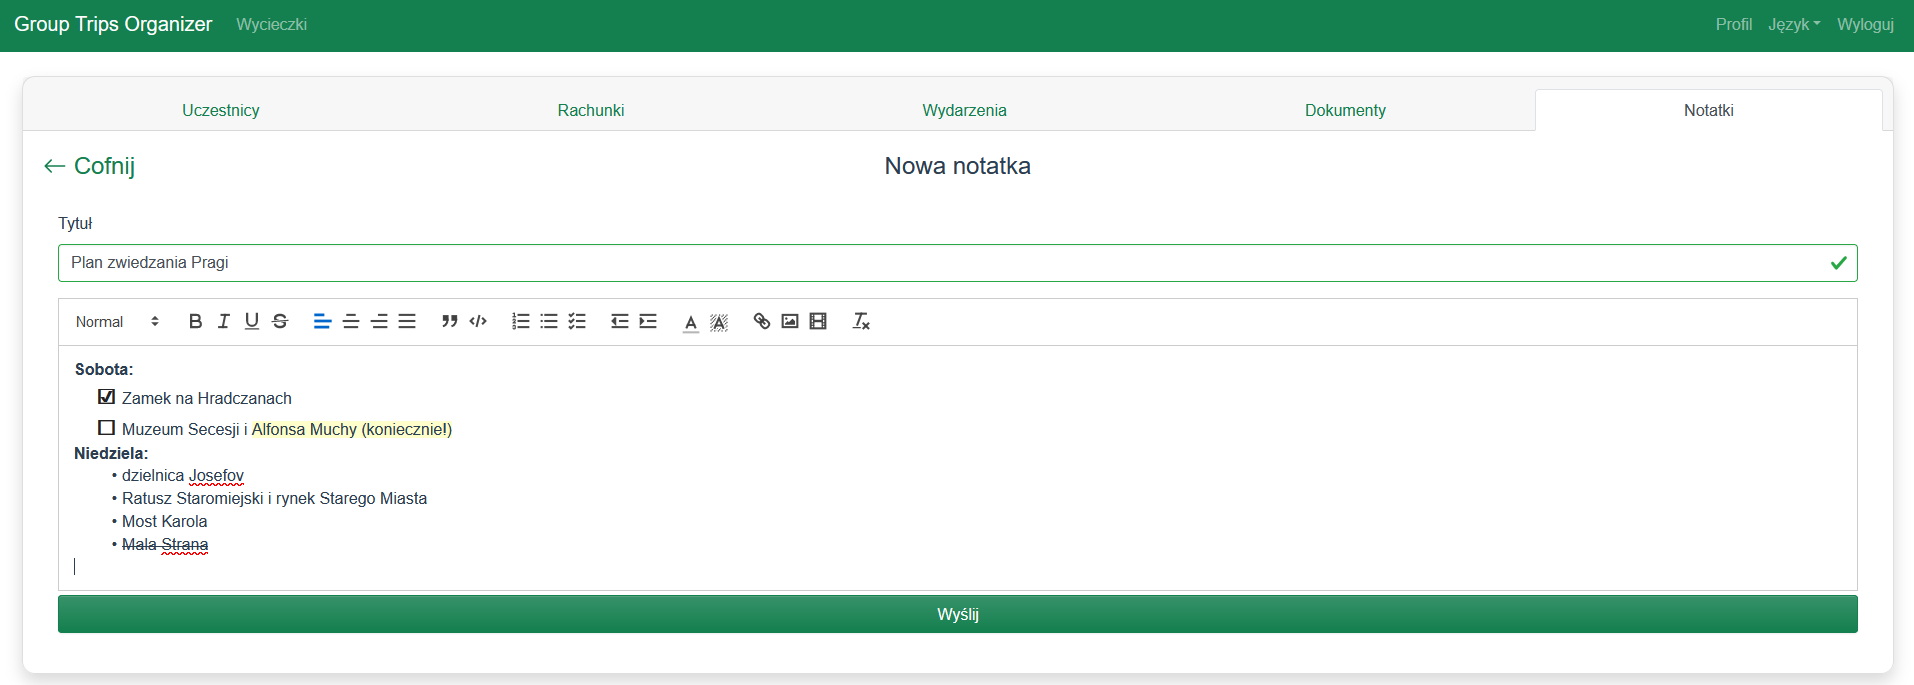 Group Trips Organizer Wycieczki Profil Język Wyloguj
Uczestnicy Rachunki Wydarzenia Dokumenty Notatki
← Cofnij Nowa notatka
Tytuł
Plan zwiedzania Pragi
Normal
Sobota:
Zamek na Hradczanach
Muzeum Secesji i Alfonsa Muchy (koniecznie!)
Niedziela:
• dzielnica Josefov
• Ratusz Staromiejski i rynek Starego Miasta
• Most Karola
• Mala Strana
Wyślij